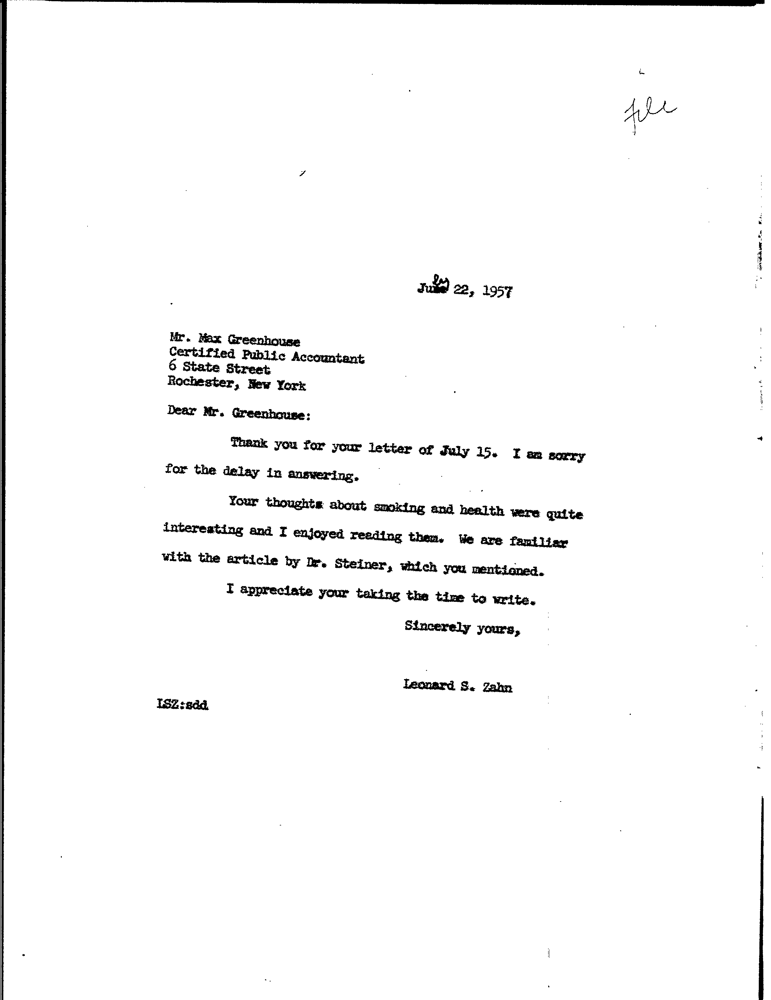 file
July 22, 1957
Mr. Max Greenhouse
Certified Public Accountant
6 State Street
Rochester, New York
Dear Mr. Greenhouse:
Thank you for your letter of July 15. I am sorry
for the delay in answering.
Your thoughts about smoking and health were quite
interesting and I enjoyed reading them. We are familiar
with the article by Dr. Steiner, which you mentioned.
I appreciate your taking the time to write.
Sincerely yours,
Leonard S. Zahn
LSZ:sdd